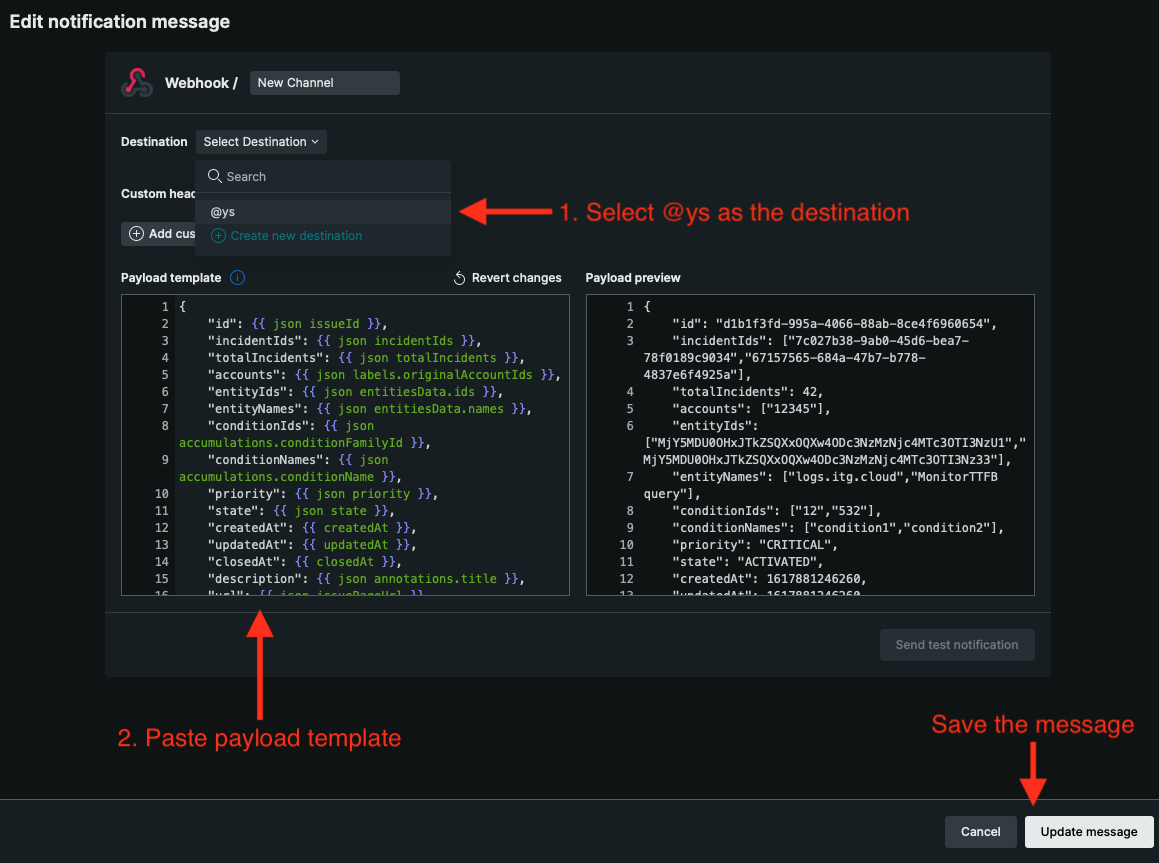 Edit notification message
Webhook /
New Channel
Destination
Select Destination
Search
Custom head
@ys
1. Select @ys as the destination
Add cus
Create new destination
Payload template
Revert changes
1 {
2 "id": {{ json issueId }},
3 "incidentIds": {{ json incidentIds }},
4 "totalIncidents": {{ json totalIncidents }},
5 "accounts": {{ json labels.originalAccountIds }},
6 "entityIds": {{ json entitiesData.ids }},
7 "entityNames": {{ json entitiesData.names }},
8 "conditionIds": {{ json
accumulations.conditionFamilyId }},
9 "conditionNames": {{ json
accumulations.conditionName }},
10 "priority": {{ json priority }},
11 "state": {{ json state }},
12 "createdAt": {{ createdAt }},
13 "updatedAt": {{ updatedAt }},
14 "closedAt": {{ closedAt }},
15 "description": {{ json annotations.title }},
16 "url": {{ json issuePageUrl }}
Payload preview
1 {
2 "id": "d1b1f3fd-995a-4066-88ab-8ce4f6960654",
3 "incidentIds": ["7c027b38-9ab0-45d6-bea7-
78f0189c9034","67157565-684a-47b7-b778-
4837e6f4925a"],
4 "totalIncidents": 42,
5 "accounts": ["12345"],
6 "entityIds":
["MjY5MDU0OHxJTkZSQXxOQXw4ODc3NzMzNjc4MTc3OTI3NzU1","
MjY5MDU0OHxJTkZSQXxOQXw4ODc3NzMzNjc4MTc3OTI3Nz33"],
7 "entityNames": ["logs.itg.cloud","MonitorTTFB
query"],
8 "conditionIds": ["12","532"],
9 "conditionNames": ["condition1","condition2"],
10 "priority": "CRITICAL",
11 "state": "ACTIVATED",
12 "createdAt": 1617881246260,
13 "updatedAt": 1617881246260,
Send test notification
2. Paste payload template
Save the message
Cancel
Update message